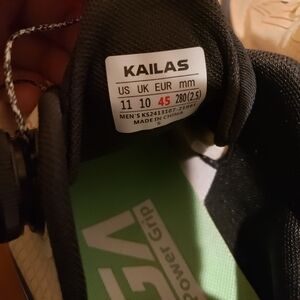 KAILAS
US UK EUR mm
11 10 45 280(2.5)
MADE IN CHINA
Power Grip